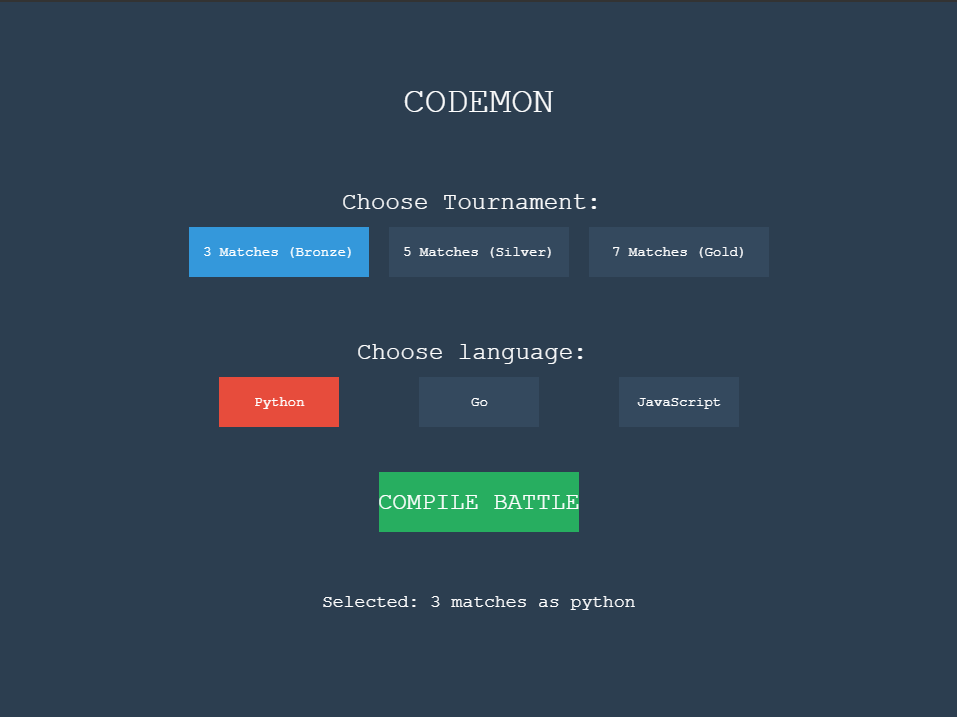 CODEMON
Choose Tournament:
3 Matches (Bronze) 5 Matches (Silver) 7 Matches (Gold)
Choose language:
Python Go JavaScript
COMPILE BATTLE
Selected: 3 matches as python